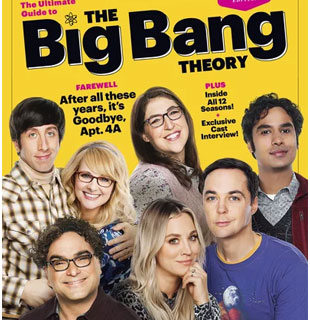 The Ultimate
Guide to
THE
Big Bang
THEORY
FAREWELL
After all these
years, it's
Goodbye,
Apt. 4A
PLUS
Inside
All 12
Seasons!
+
Exclusive
Cast
Interview!